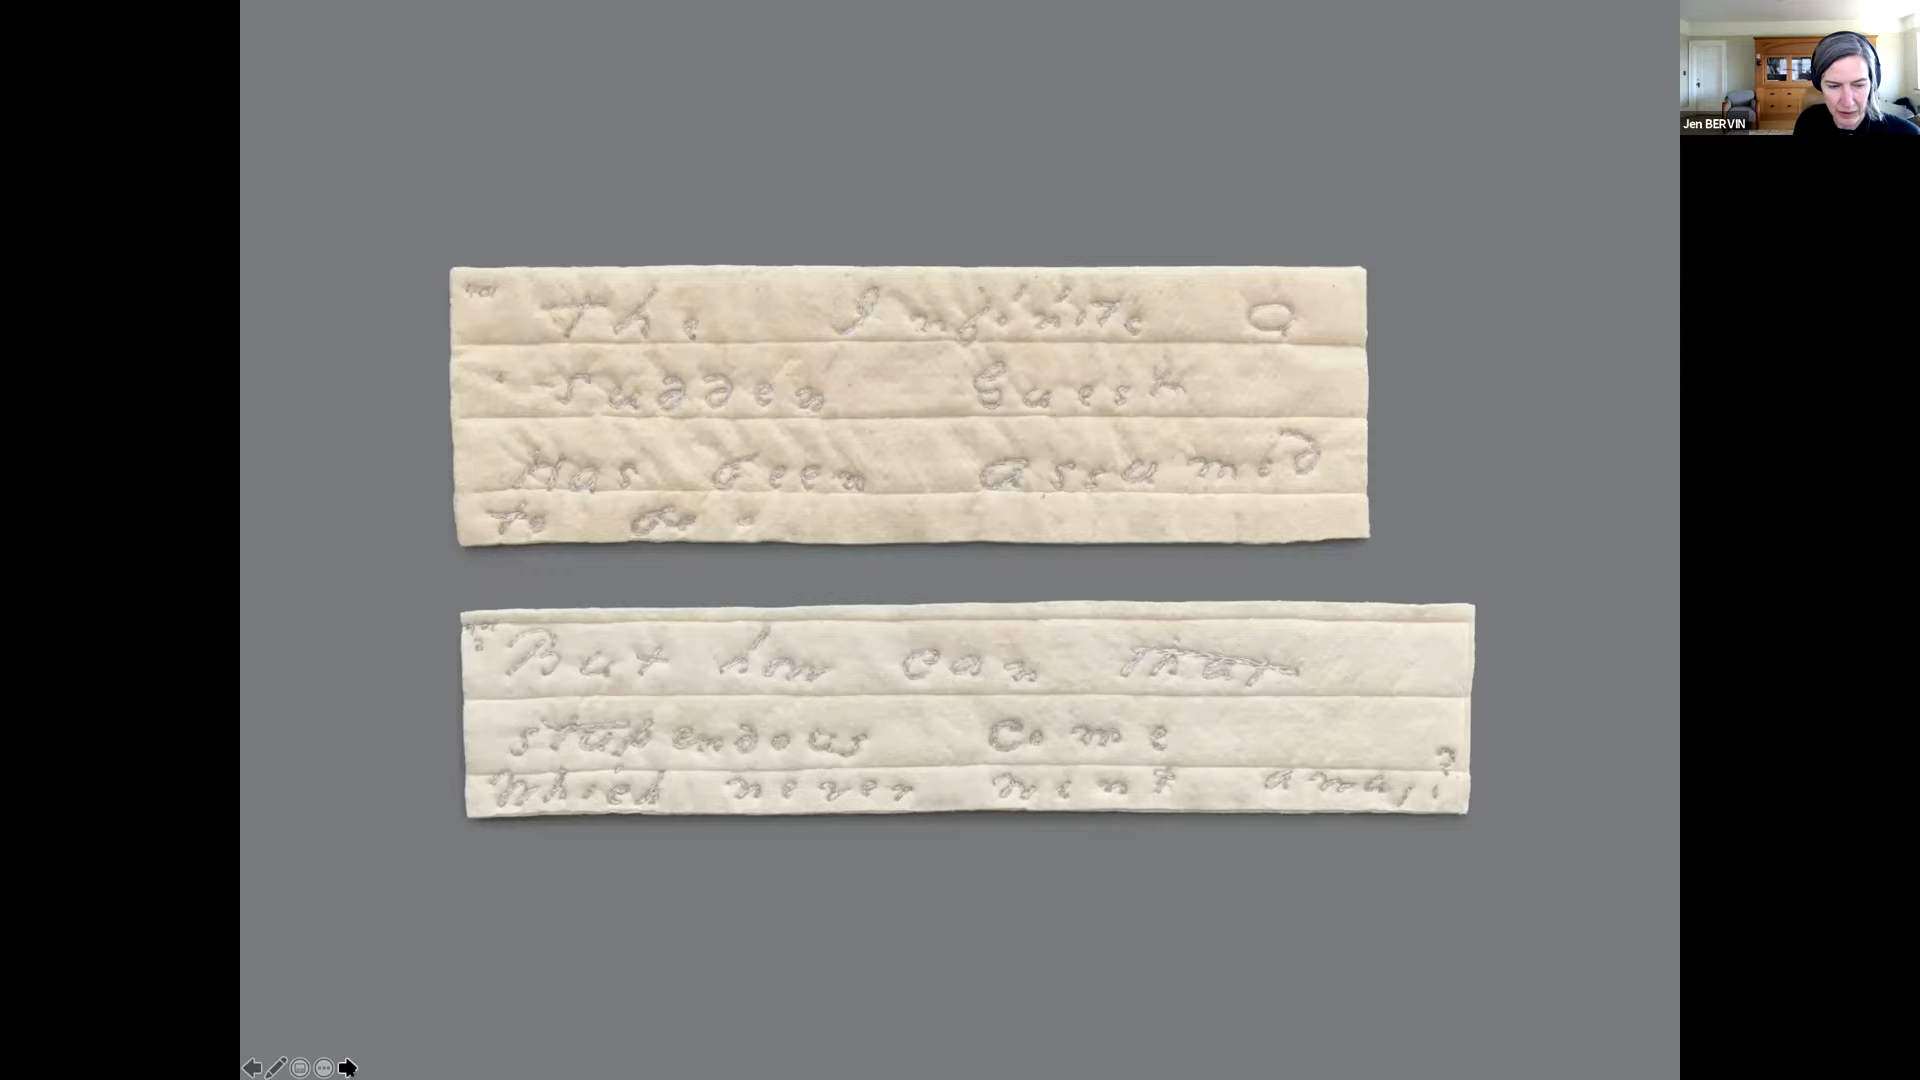 Jen BERVIN
The Infinite a
Sudden Guest
Has been assumed
to be -
But how can that
stupendous Come
Which never went away?